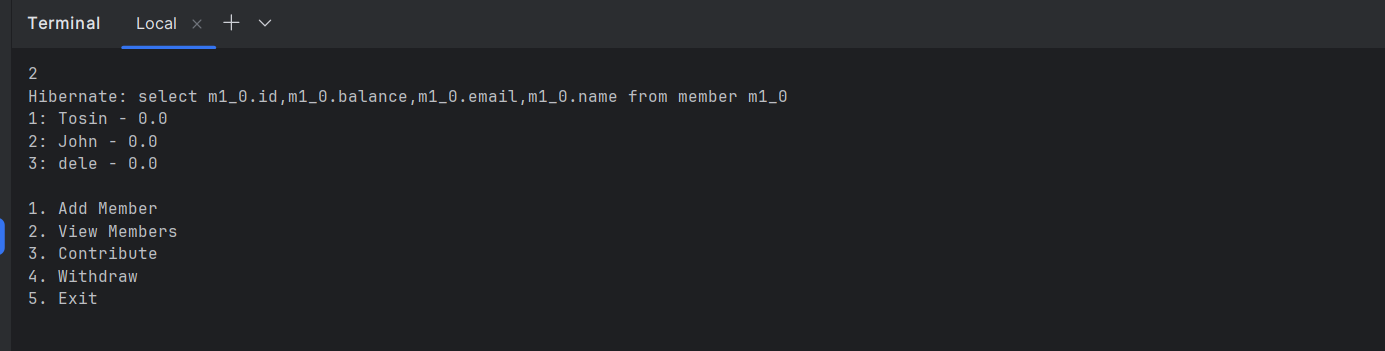 Terminal Local
2
Hibernate: select m1_0.id,m1_0.balance,m1_0.email,m1_0.name from member m1_0
1: Tosin - 0.0
2: John - 0.0
3: dele - 0.0
1. Add Member
2. View Members
3. Contribute
4. Withdraw
5. Exit